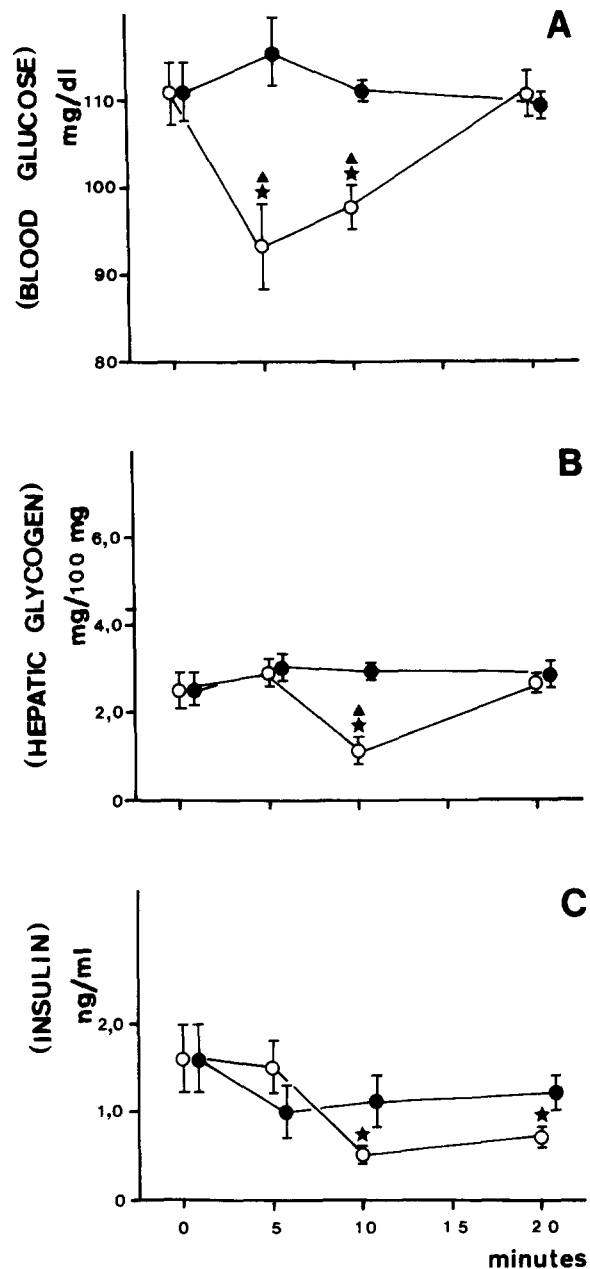 A
(BLOOD GLUCOSE)
mg/dl
110
100
90
80
B
(HEPATIC GLYCOGEN)
mg/100 mg
6,0
4,0
2,0
0
C
(INSULIN)
ng/ml
2,0
1,0
0
0 5 10 15 20
minutes